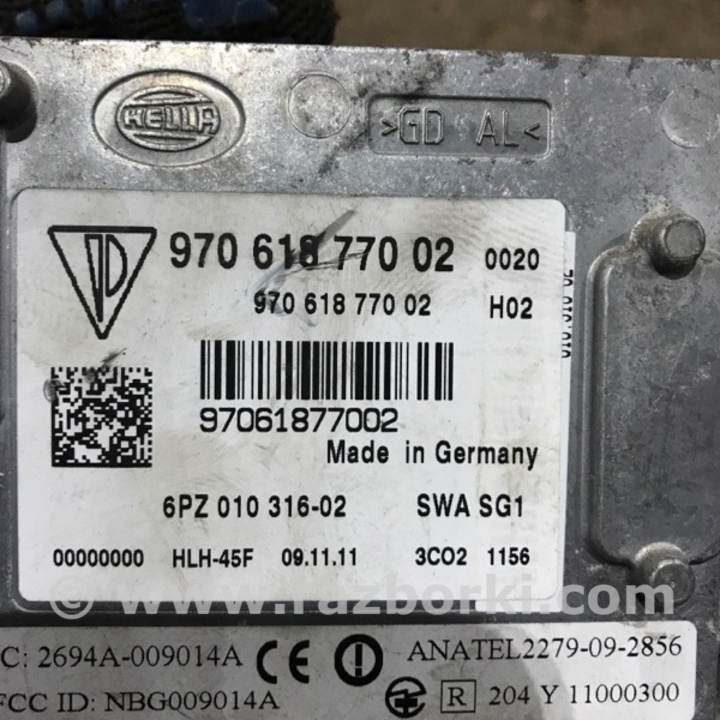 HELLA
>GD AL<
970 618 770 02 0020
970 618 770 02 H02
97061877002
Made in Germany
6PZ 010 316-02 SWA SG1
00000000 HLH-45F 09.11.11 3CO2 1156
© www.razborki.com
C: 2694A-009014A CE ANATEL2279-09-2856
FCC ID: NBG009014A R 204 Y 11000300